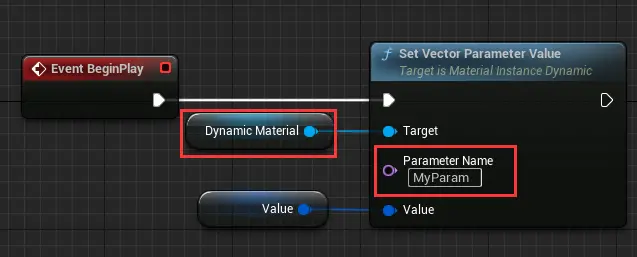 Event BeginPlay
Set Vector Parameter Value
Target is Material Instance Dynamic
Dynamic Material
Target
Parameter Name
MyParam
Value
Value